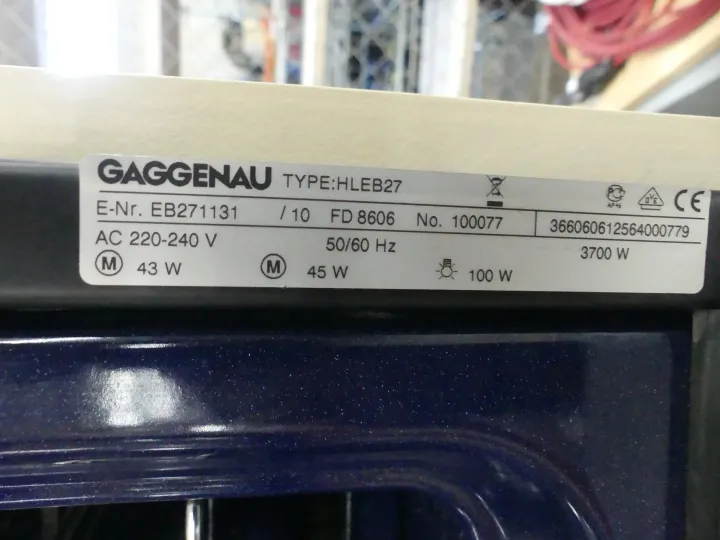 GAGGENAU TYPE:HLEB27
E-Nr. EB271131 / 10 FD 8606 No. 100077 366060612564000779
AC 220-240 V 50/60 Hz 3700 W
M 43 W M 45 W 100 W
CE